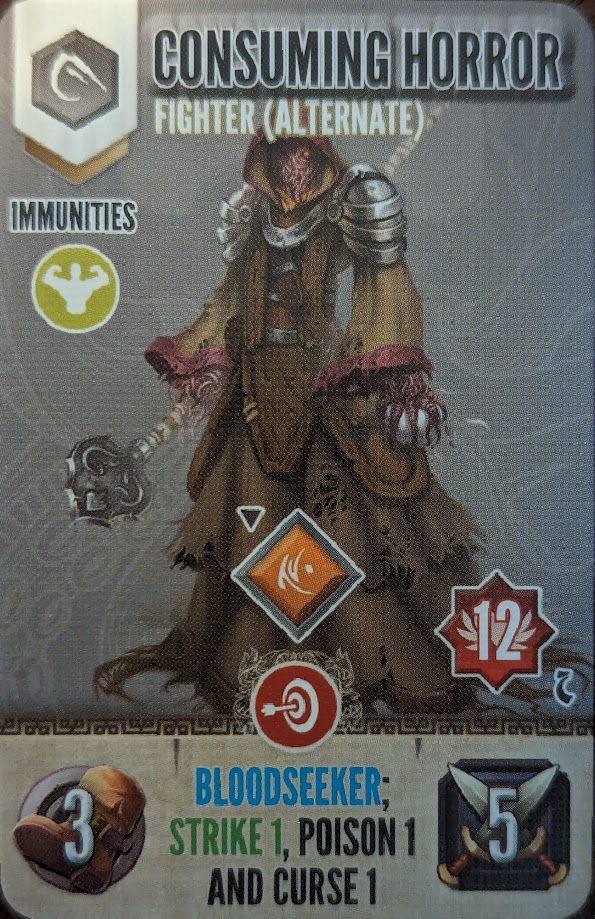 CONSUMING HORROR
FIGHTER (ALTERNATE)
IMMUNITIES
12
3
BLOODSEEKER;
STRIKE 1, POISON 1
AND CURSE 1
5